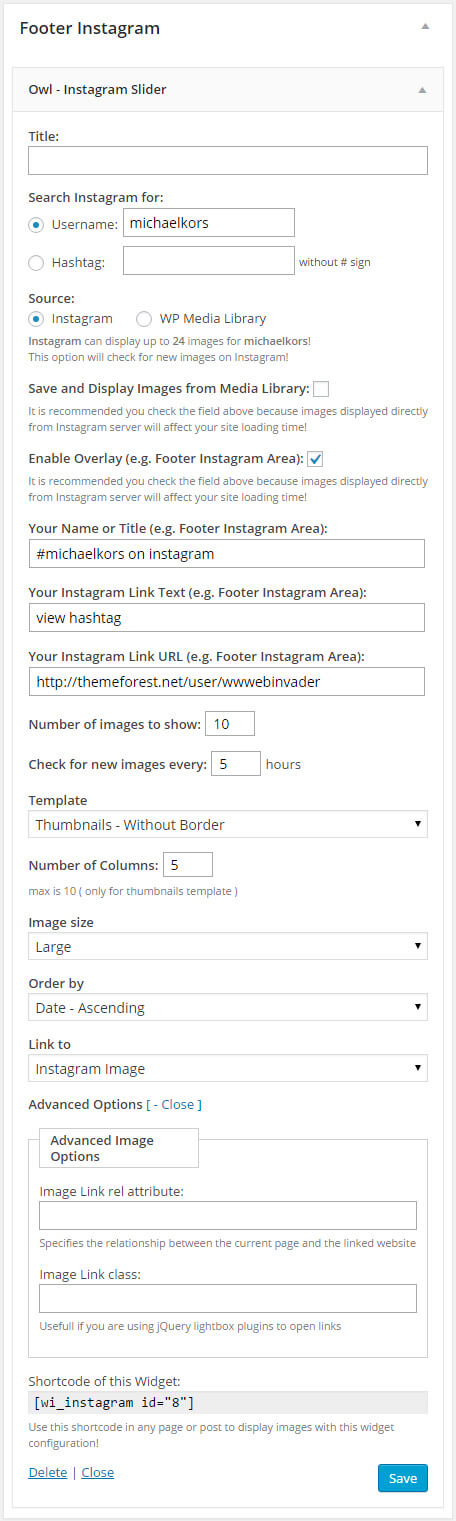 Footer Instagram
Owl - Instagram Slider
Title:
Search Instagram for:
Username: michaelkors
Hashtag: without # sign
Source:
Instagram WP Media Library
Instagram can display up to 24 images for michaelkors!
This option will check for new images on Instagram!
Save and Display Images from Media Library:
It is recommended you check the field above because images displayed directly
from Instagram server will affect your site loading time!
Enable Overlay (e.g. Footer Instagram Area):
It is recommended you check the field above because images displayed directly
from Instagram server will affect your site loading time!
Your Name or Title (e.g. Footer Instagram Area):
#michaelkors on instagram
Your Instagram Link Text (e.g. Footer Instagram Area):
view hashtag
Your Instagram Link URL (e.g. Footer Instagram Area):
http://themeforest.net/user/wwwebinvader
Number of images to show: 10
Check for new images every: 5 hours
Template
Thumbnails - Without Border
Number of Columns: 5
max is 10 ( only for thumbnails template )
Image size
Large
Order by
Date - Ascending
Link to
Instagram Image
Advanced Options [ - Close ]
Advanced Image
Options
Image Link rel attribute:
Specifies the relationship between the current page and the linked website
Image Link class:
Usefull if you are using jQuery lightbox plugins to open links
Shortcode of this Widget:
[wi_instagram id="8"]
Use this shortcode in any page or post to display images with this widget
configuration!
Delete | Close Save